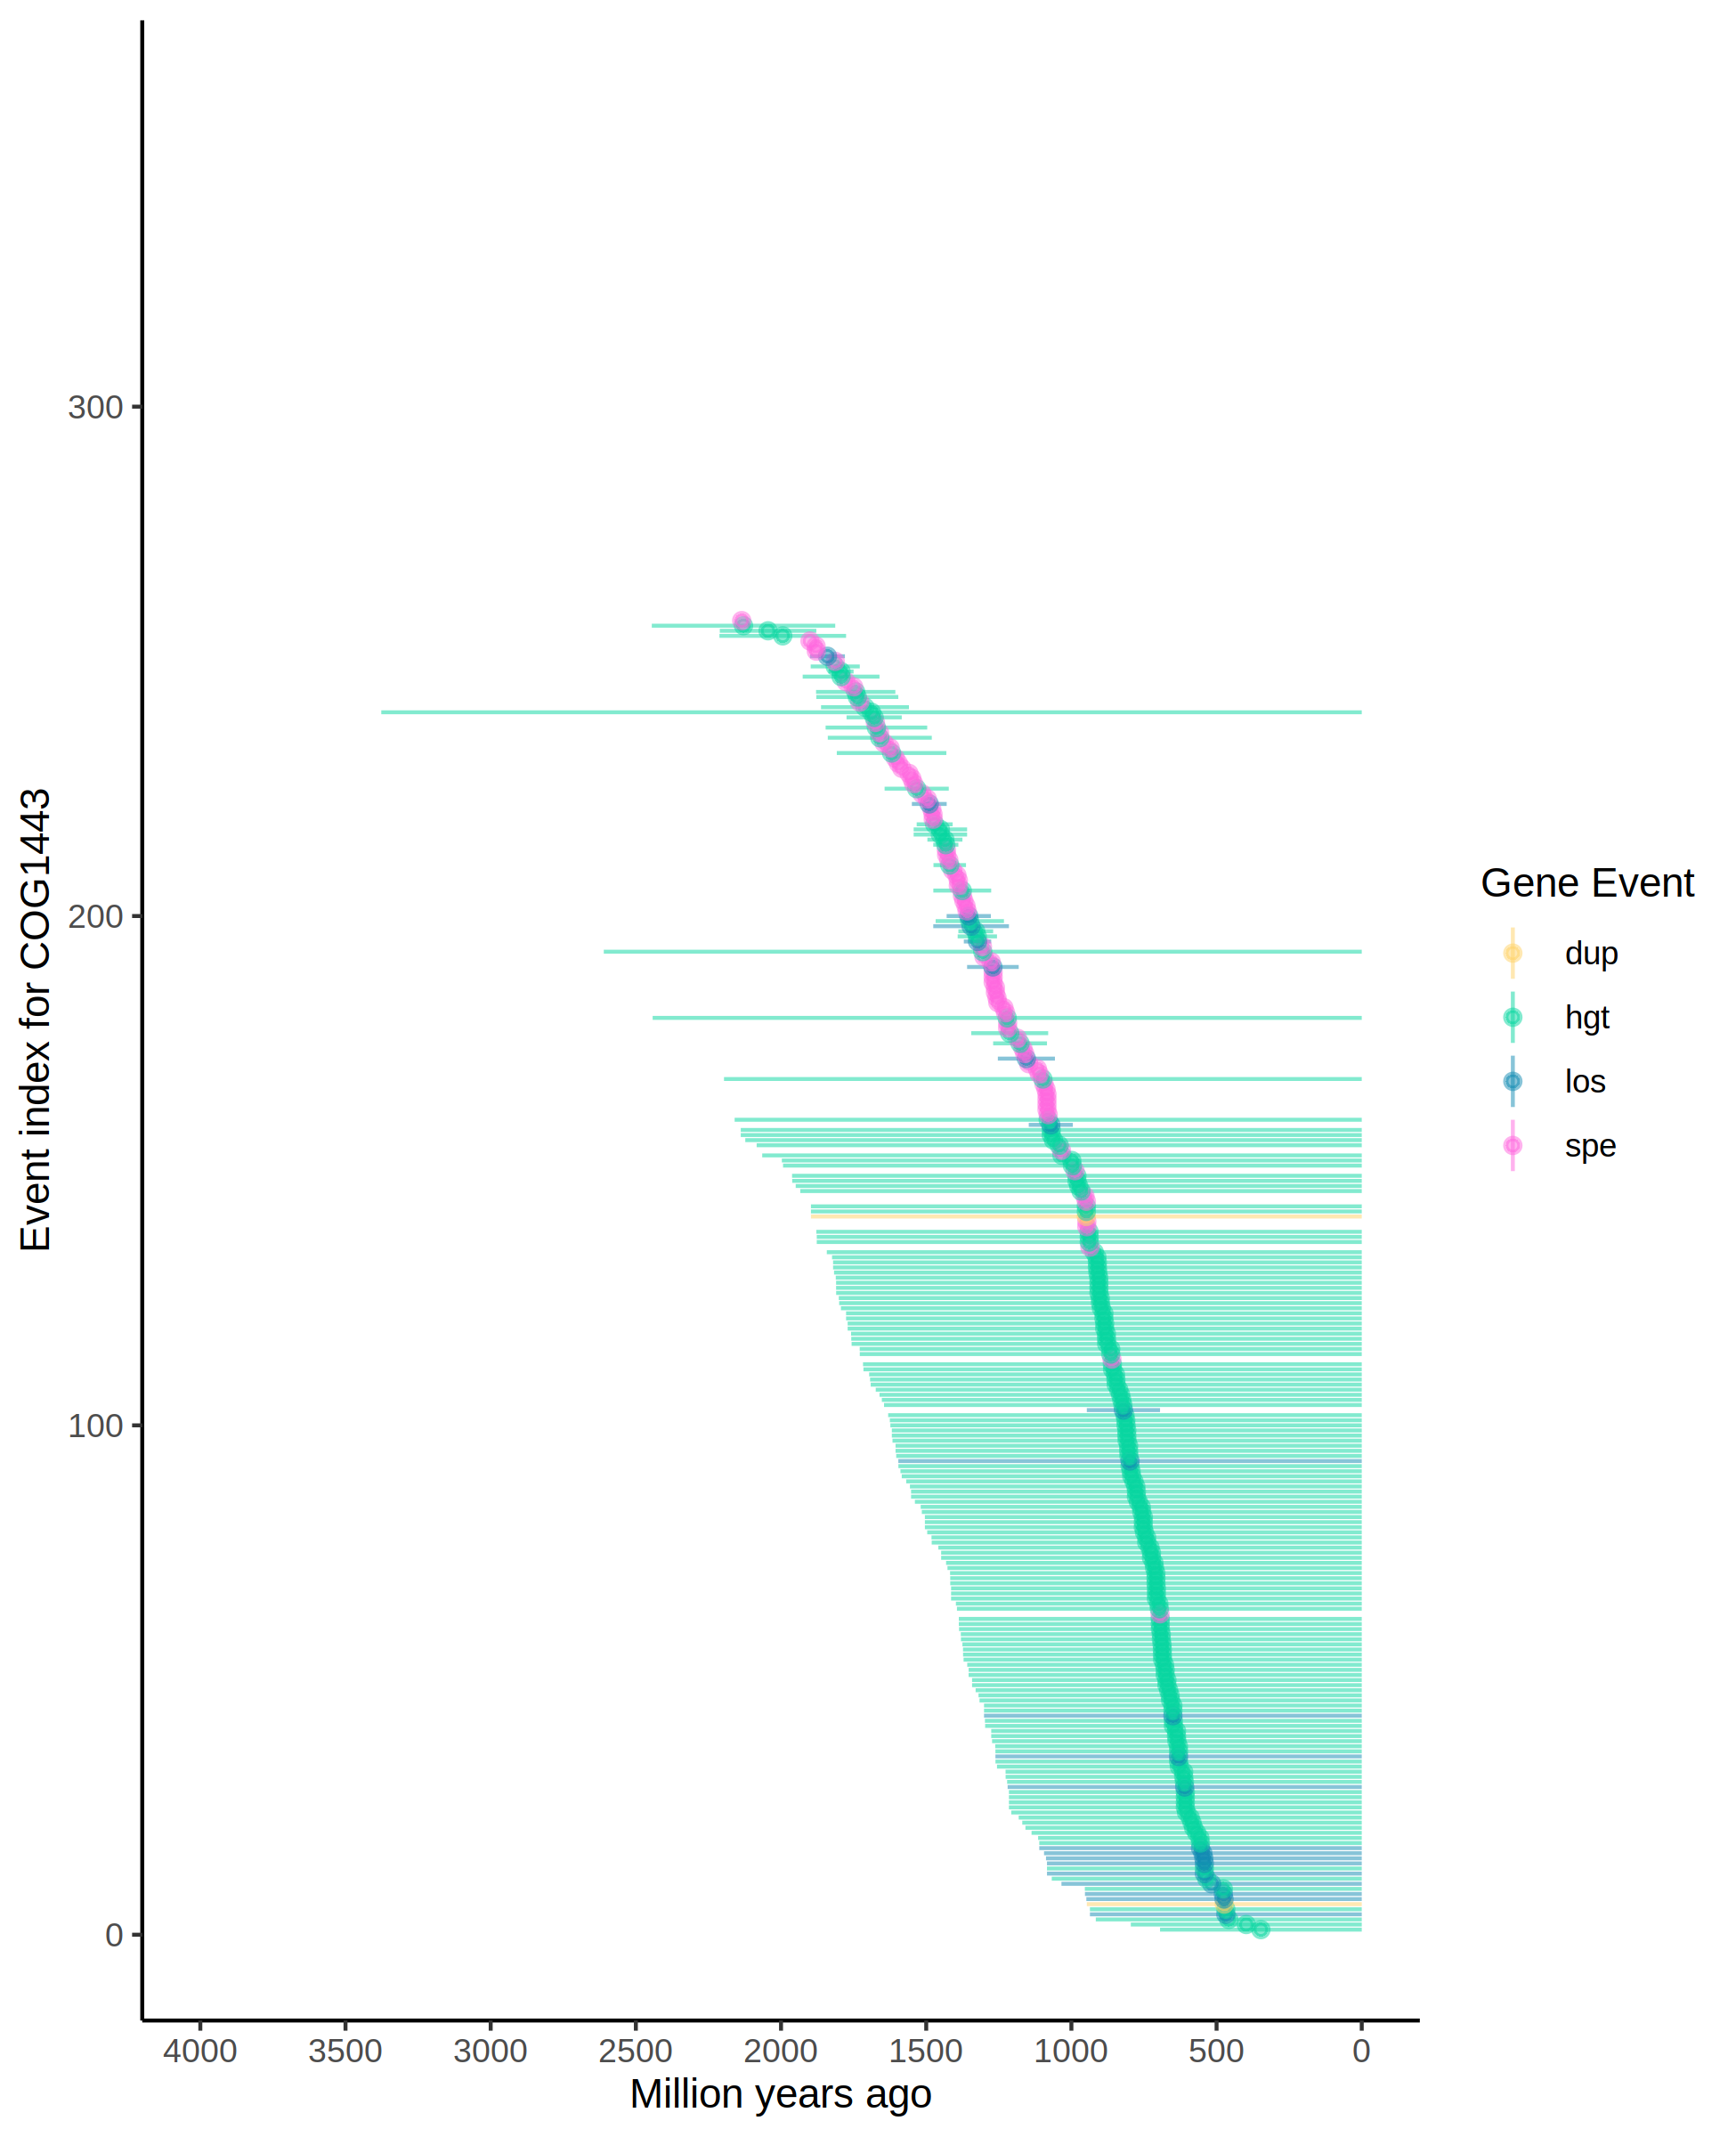 300
200
100
0
Event index for COG1443
4000 3500 3000 2500 2000 1500 1000 500 0
Million years ago
Gene Event
dup
hgt
los
spe